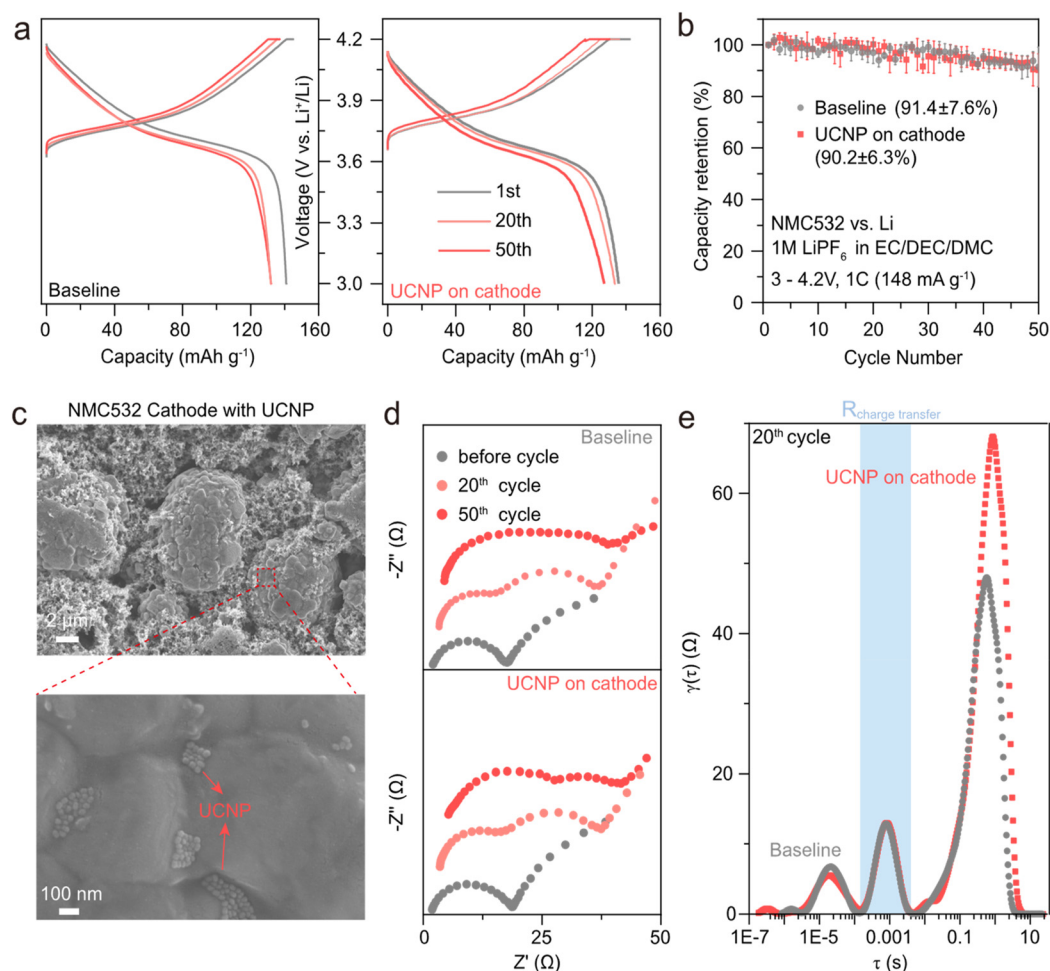 a
Voltage (V vs. Li⁺/Li)
4.2
3.9
3.6
3.3
3.0
1st
20th
50th
Baseline
UCNP on cathode
0 40 80 120 160
0 40 80 120 160
Capacity (mAh g⁻¹)
Capacity (mAh g⁻¹)
b
Capacity retention (%)
100
80
60
40
20
0
Baseline (91.4±7.6%)
UCNP on cathode
(90.2±6.3%)
NMC532 vs. Li
1M LiPF₆ in EC/DEC/DMC
3 - 4.2V, 1C (148 mA g⁻¹)
0 10 20 30 40 50
Cycle Number
c
NMC532 Cathode with UCNP
2 μm
UCNP
100 nm
d
Baseline
before cycle
20ᵗʰ cycle
50ᵗʰ cycle
-Z'' (Ω)
UCNP on cathode
-Z'' (Ω)
0 25 50
Z' (Ω)
e
R charge transfer
20ᵗʰ cycle
UCNP on cathode
60
40
20
0
γ(τ) (Ω)
Baseline
1E-7 1E-5 0.001 0.1 10
τ (s)